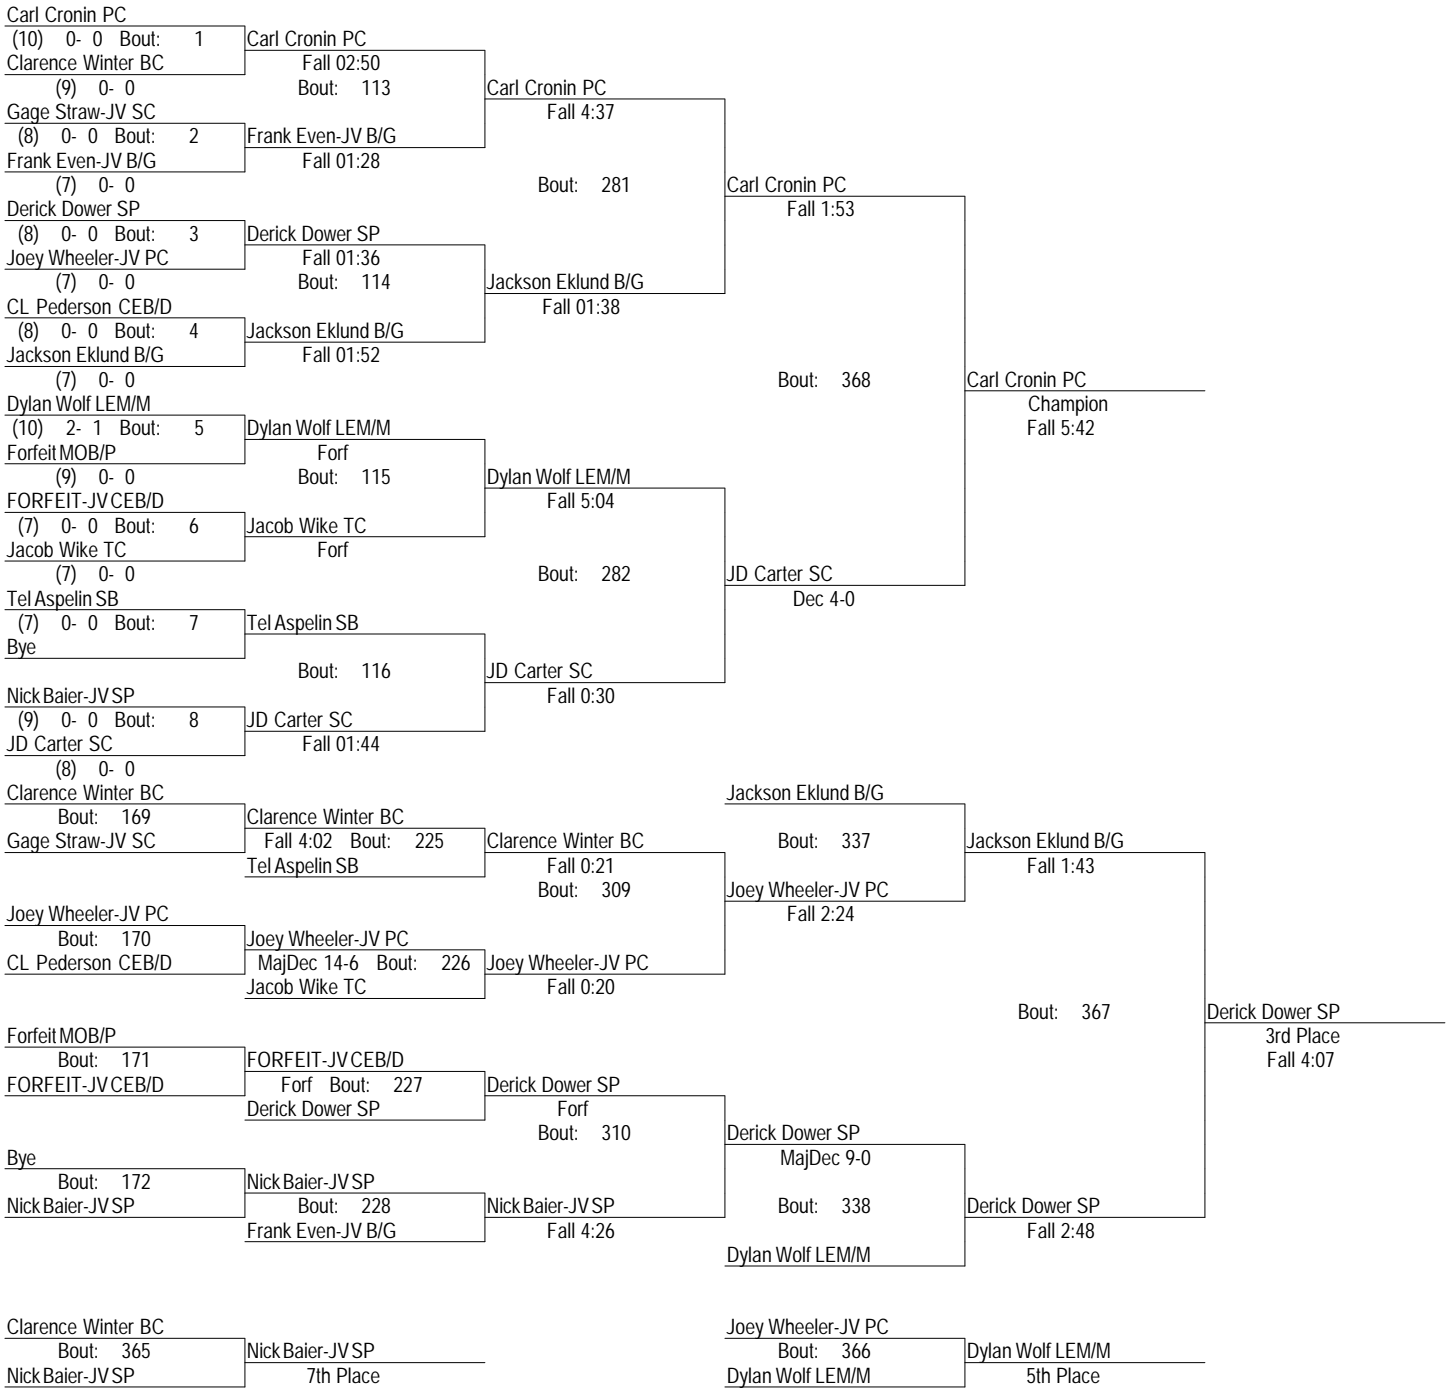 Carl Cronin PC
(10) 0- 0 Bout: 1 Carl Cronin PC
Clarence Winter BC Fall 02:50
(9) 0- 0 Bout: 113 Carl Cronin PC
Gage Straw-JV SC Fall 4:37
(8) 0- 0 Bout: 2 Frank Even-JV B/G
Frank Even-JV B/G Fall 01:28
(7) 0- 0 Bout: 281 Carl Cronin PC
Derick Dower SP Fall 1:53
(8) 0- 0 Bout: 3 Derick Dower SP
Joey Wheeler-JV PC Fall 01:36
(7) 0- 0 Bout: 114 Jackson Eklund B/G
CL Pederson CEB/D Fall 01:38
(8) 0- 0 Bout: 4 Jackson Eklund B/G
Jackson Eklund B/G Fall 01:52
(7) 0- 0 Bout: 368 Carl Cronin PC
Dylan Wolf LEM/M Champion
(10) 2- 1 Bout: 5 Dylan Wolf LEM/M Fall 5:42
Forfeit MOB/P Forf
(9) 0- 0 Bout: 115 Dylan Wolf LEM/M
FORFEIT-JV CEB/D Fall 5:04
(7) 0- 0 Bout: 6 Jacob Wike TC
Jacob Wike TC Forf
(7) 0- 0 Bout: 282 JD Carter SC
Tel Aspelin SB Dec 4-0
(7) 0- 0 Bout: 7 Tel Aspelin SB
Bye
Bout: 116 JD Carter SC
Nick Baier-JV SP Fall 0:30
(9) 0- 0 Bout: 8 JD Carter SC
JD Carter SC Fall 01:44
(8) 0- 0
Clarence Winter BC Jackson Eklund B/G
Bout: 169 Clarence Winter BC
Gage Straw-JV SC Fall 4:02 Bout: 225 Clarence Winter BC Bout: 337 Jackson Eklund B/G
Tel Aspelin SB Fall 0:21 Fall 1:43
Bout: 309 Joey Wheeler-JV PC
Joey Wheeler-JV PC Fall 2:24
Bout: 170 Joey Wheeler-JV PC
CL Pederson CEB/D MajDec 14-6 Bout: 226 Joey Wheeler-JV PC
Jacob Wike TC Fall 0:20
Bout: 367 Derick Dower SP
Forfeit MOB/P 3rd Place
Bout: 171 FORFEIT-JV CEB/D Fall 4:07
FORFEIT-JV CEB/D Forf Bout: 227 Derick Dower SP
Derick Dower SP Forf
Bout: 310 Derick Dower SP
Bye MajDec 9-0
Bout: 172 Nick Baier-JV SP
Nick Baier-JV SP Bout: 228 Nick Baier-JV SP Bout: 338 Derick Dower SP
Frank Even-JV B/G Fall 4:26 Fall 2:48
Dylan Wolf LEM/M
Clarence Winter BC Joey Wheeler-JV PC
Bout: 365 Nick Baier-JV SP Bout: 366 Dylan Wolf LEM/M
Nick Baier-JV SP 7th Place Dylan Wolf LEM/M 5th Place